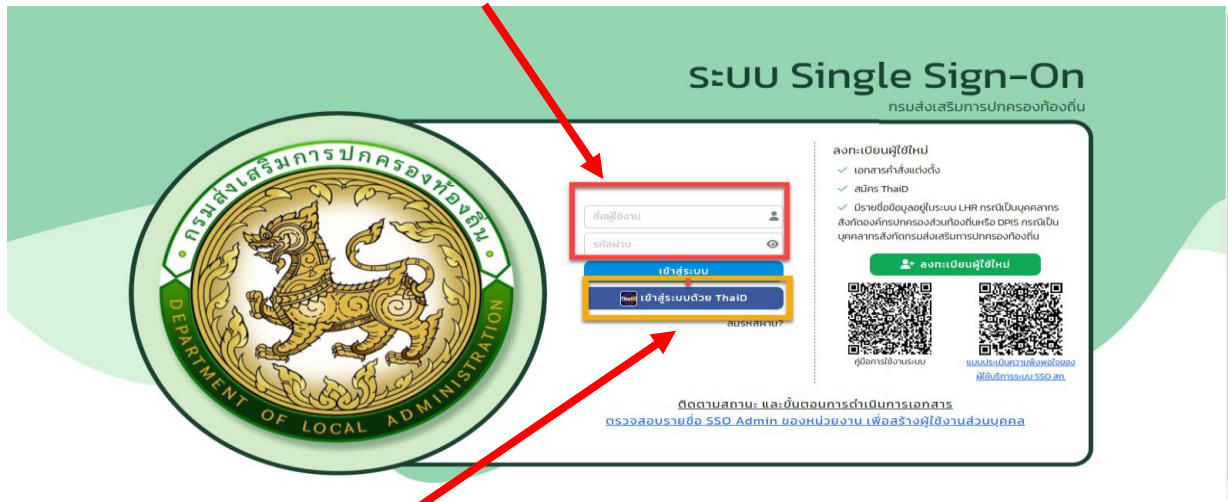 ระบบ Single Sign-On
กรมส่งเสริมการปกครองท้องถิ่น
กรมส่งเสริมการปกครองท้องถิ่น
DEPARTMENT OF LOCAL ADMINISTRATION
ชื่อผู้ใช้งาน
รหัสผ่าน
เข้าสู่ระบบ
ThaiD เข้าสู่ระบบด้วย ThaiD
ลืมรหัสผ่าน?
ลงทะเบียนผู้ใช้ใหม่
เอกสารคำสั่งแต่งตั้ง
สมัคร ThaiD
มีรายชื่อข้อมูลอยู่ในระบบ LHR กรณีเป็นบุคคลากร
สังกัดองค์กรปกครองส่วนท้องถิ่นหรือ DPIS กรณีเป็น
บุคคลากรสังกัดกรมส่งเสริมการปกครองท้องถิ่น
ลงทะเบียนผู้ใช้ใหม่
คู่มือการใช้งานระบบ
แบบประเมินความพึงพอใจของ
ผู้ใช้บริการระบบ SSO สถ.
ติดตามสถานะ และขั้นตอนการดำเนินการเอกสาร
ตรวจสอบรายชื่อ SSO Admin ของหน่วยงาน เพื่อสร้างผู้ใช้งานส่วนบุคคล